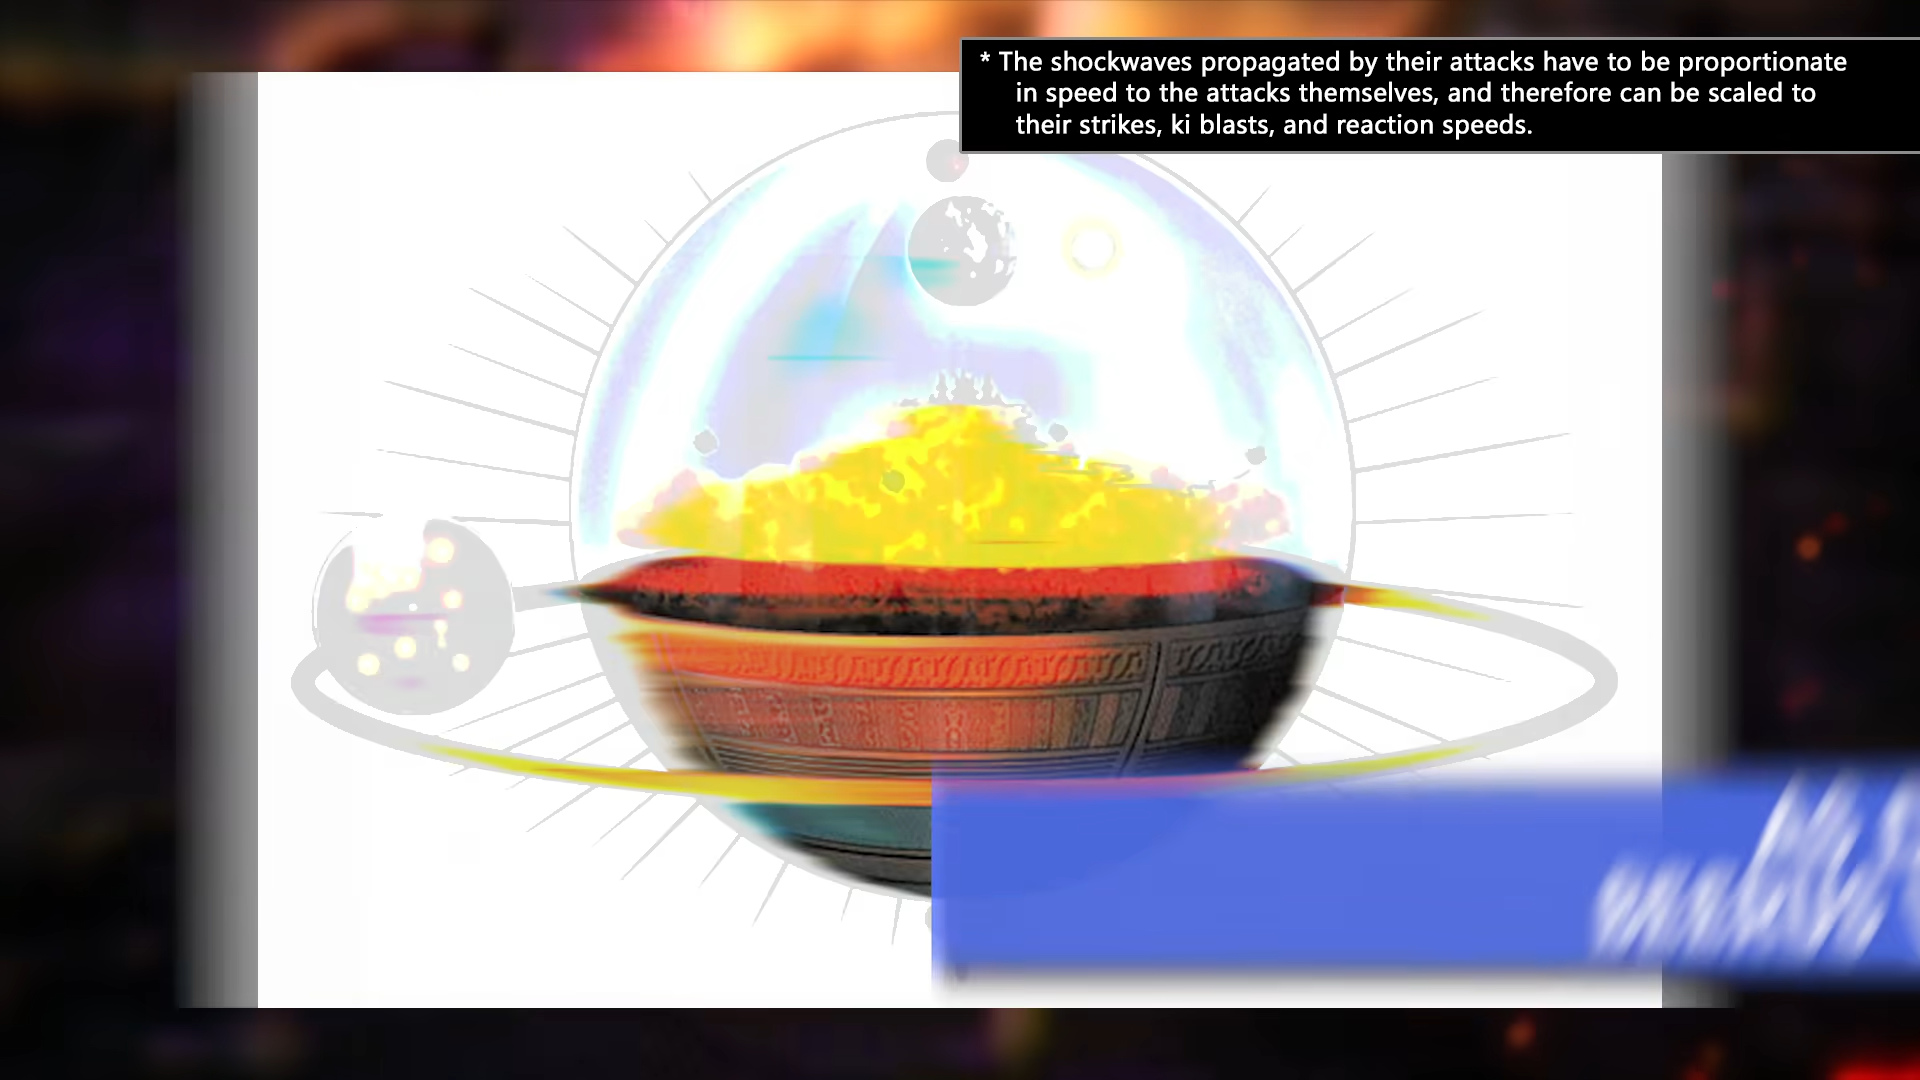 * The shockwaves propagated by their attacks have to be proportionate
in speed to the attacks themselves, and therefore can be scaled to
their strikes, ki blasts, and reaction speeds.